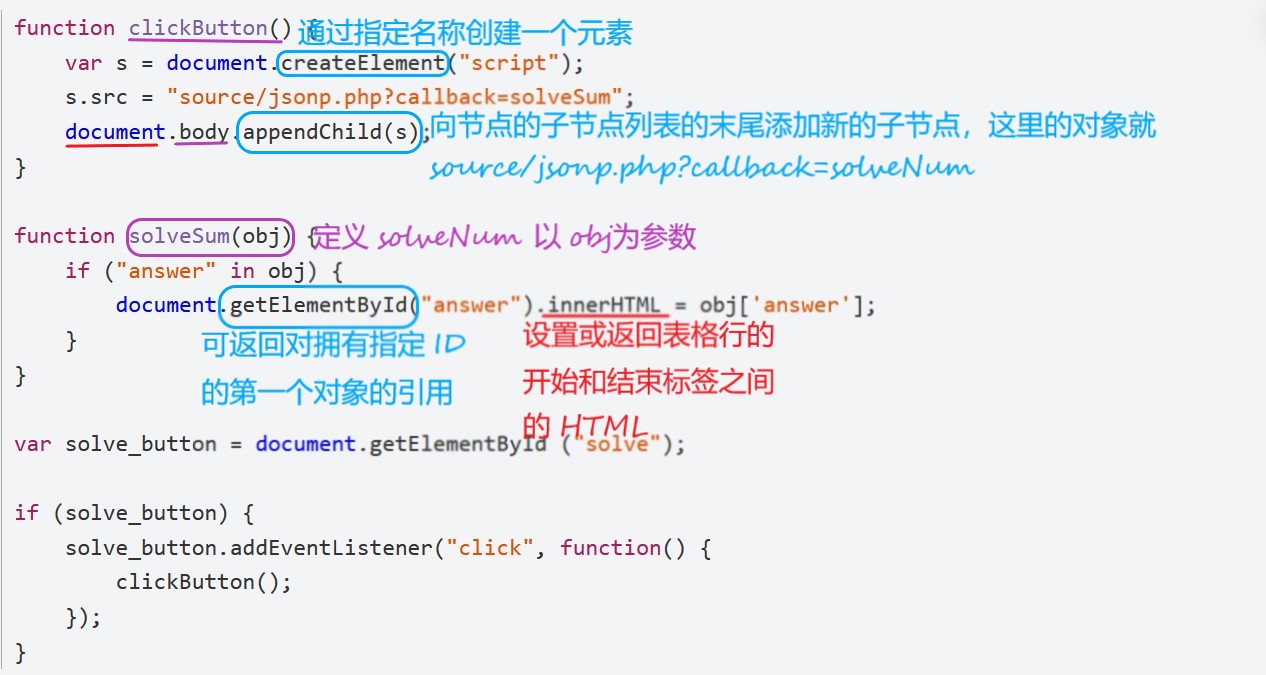 function clickButton() {
通过指定名称创建一个元素
var s = document.createElement("script");
s.src = "source/jsonp.php?callback=solveSum";
document.body.appendChild(s);
向节点的子节点列表的末尾添加新的子节点，这里的对象就
source/jsonp.php?callback=solveNum
}
function solveSum(obj) {
定义 solveNum 以 obj为参数
if ("answer" in obj) {
document.getElementById("answer").innerHTML = obj['answer'];
}
可返回对拥有指定 ID
的第一个对象的引用
设置或返回表格行的
开始和结束标签之间
的 HTML
}
var solve_button = document.getElementById ("solve");
if (solve_button) {
solve_button.addEventListener("click", function() {
clickButton();
});
}